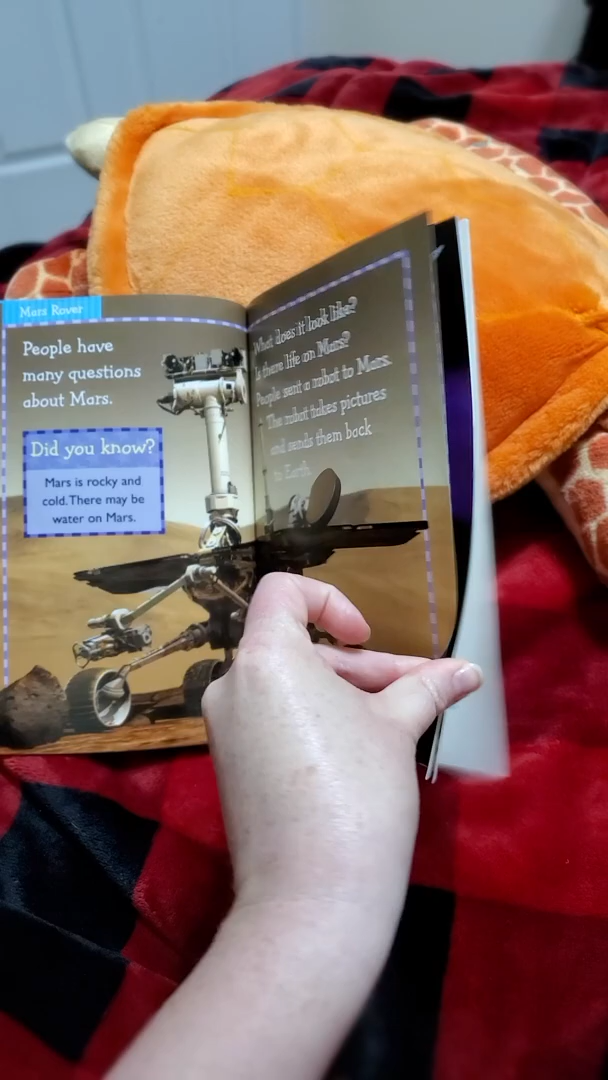 Mars Rover
People have
many questions
about Mars.
Did you know?
Mars is rocky and
cold. There may be
water on Mars.
What does it look like?
Is there life on Mars?
People sent a robot to Mars.
The robot takes pictures
and sends them back
to Earth.